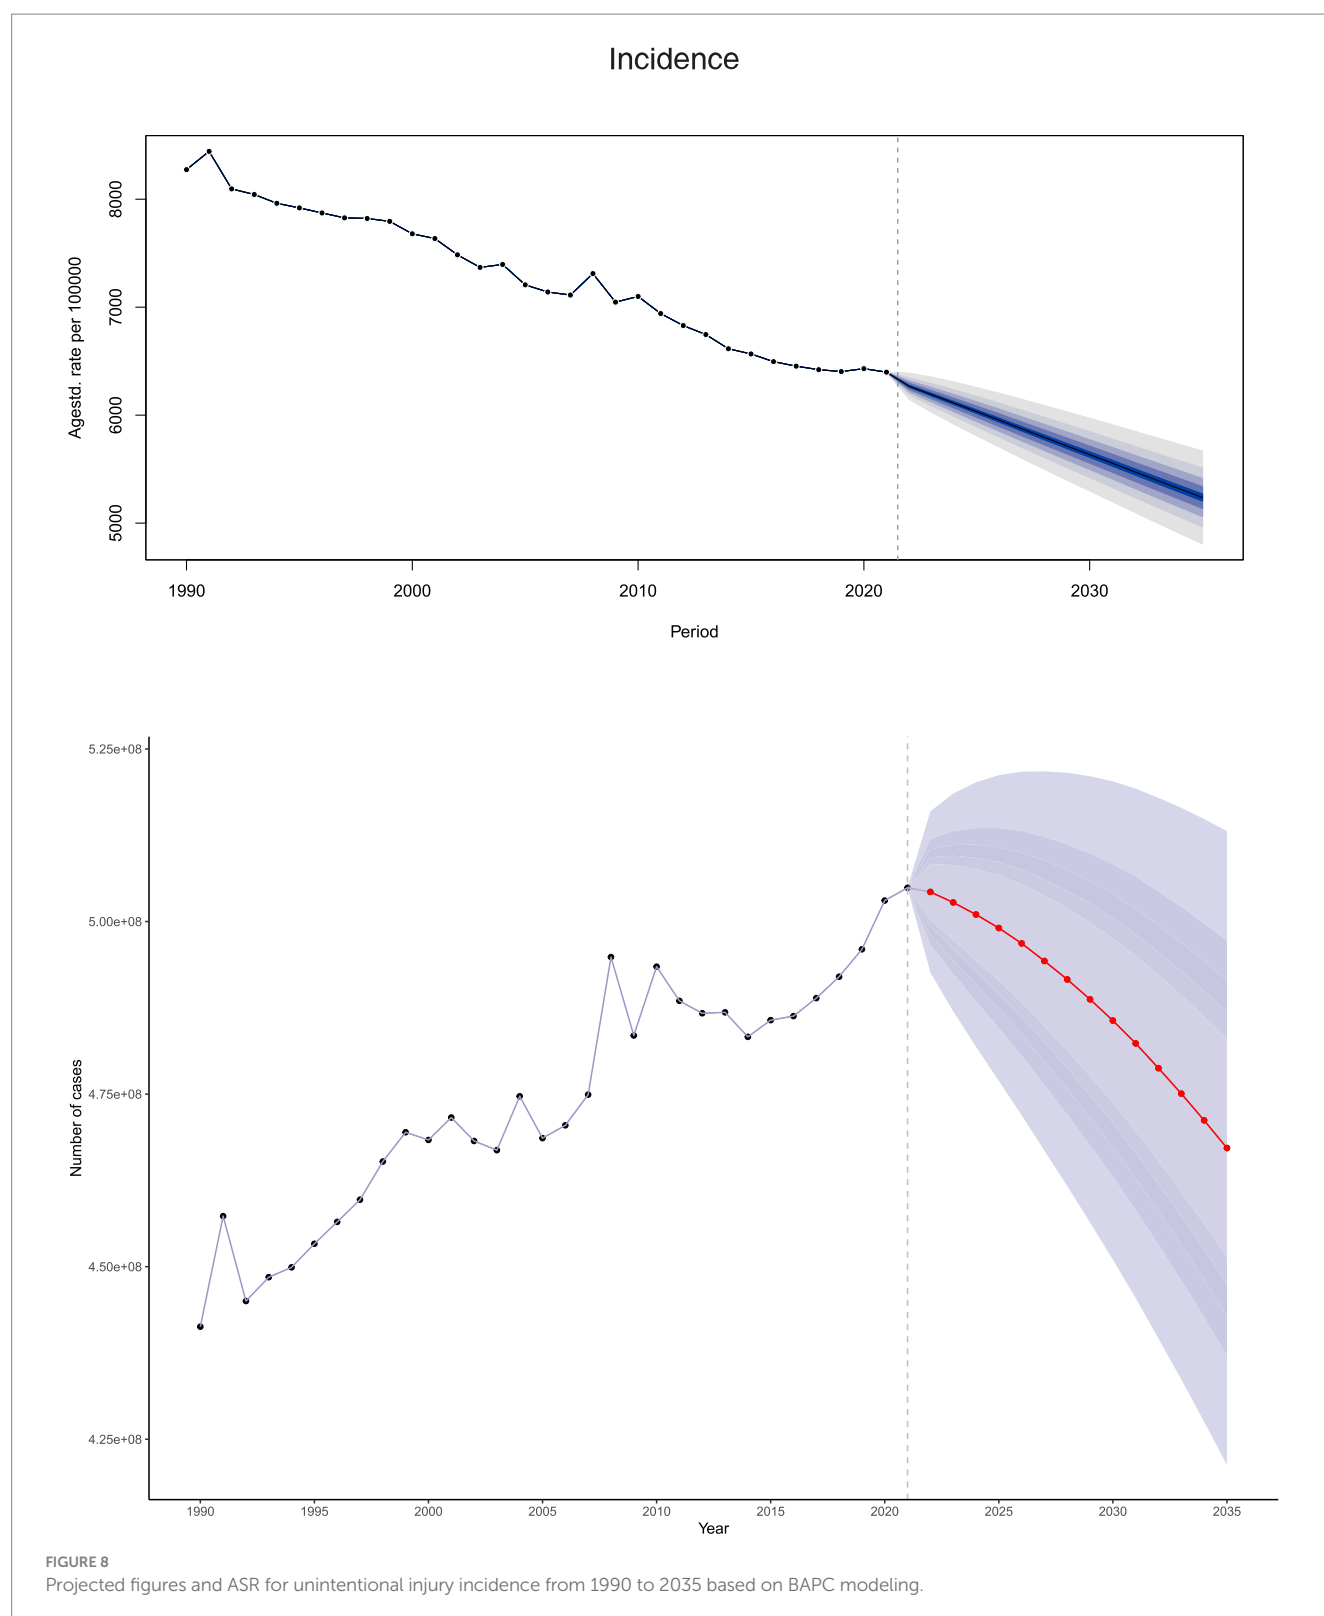 Incidence
8000
7000
6000
5000
Agestd. rate per 100000
1990 2000 2010 2020 2030
Period
5.25e+08
5.00e+08
4.75e+08
4.50e+08
4.25e+08
Number of cases
1990 1995 2000 2005 2010 2015 2020 2025 2030 2035
Year
FIGURE 8
Projected figures and ASR for unintentional injury incidence from 1990 to 2035 based on BAPC modeling.